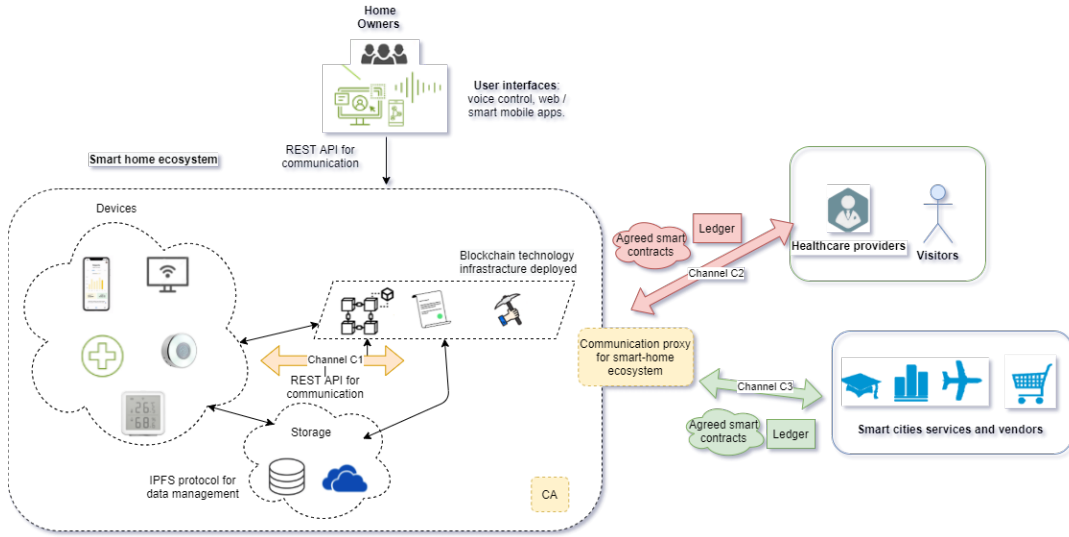 Home
Owners
User interfaces:
voice control, web /
smart mobile apps.
REST API for
communication
Smart home ecosystem
Devices
Blockchain technology
infrastracture deployed
Channel C1
REST API for
communication
Storage
IPFS protocol for
data management
CA
Communication proxy
for smart-home
ecosystem
Agreed smart
contracts
Ledger
Channel C2
Healthcare providers
Visitors
Channel C3
Agreed smart
contracts
Ledger
Smart cities services and vendors